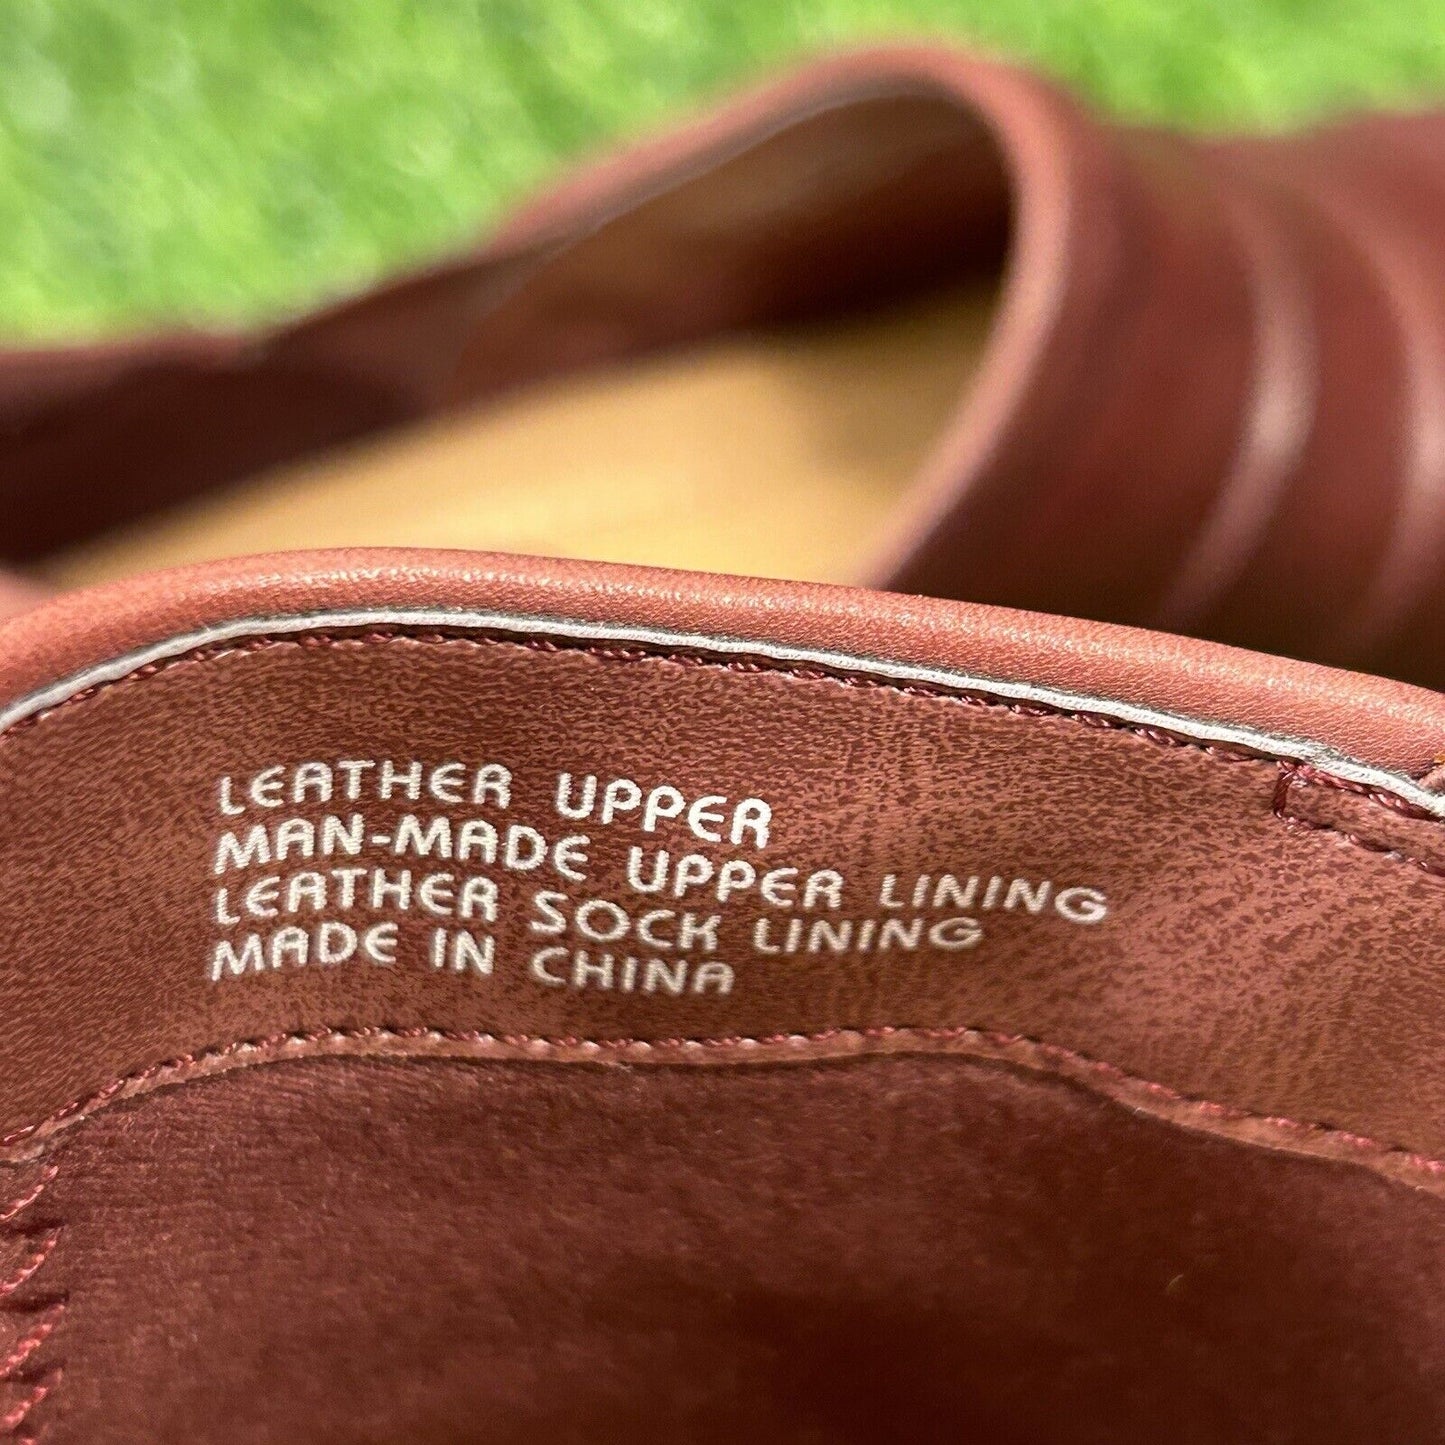 LEATHER UPPER
MAN-MADE UPPER LINING
LEATHER SOCK LINING
MADE IN CHINA